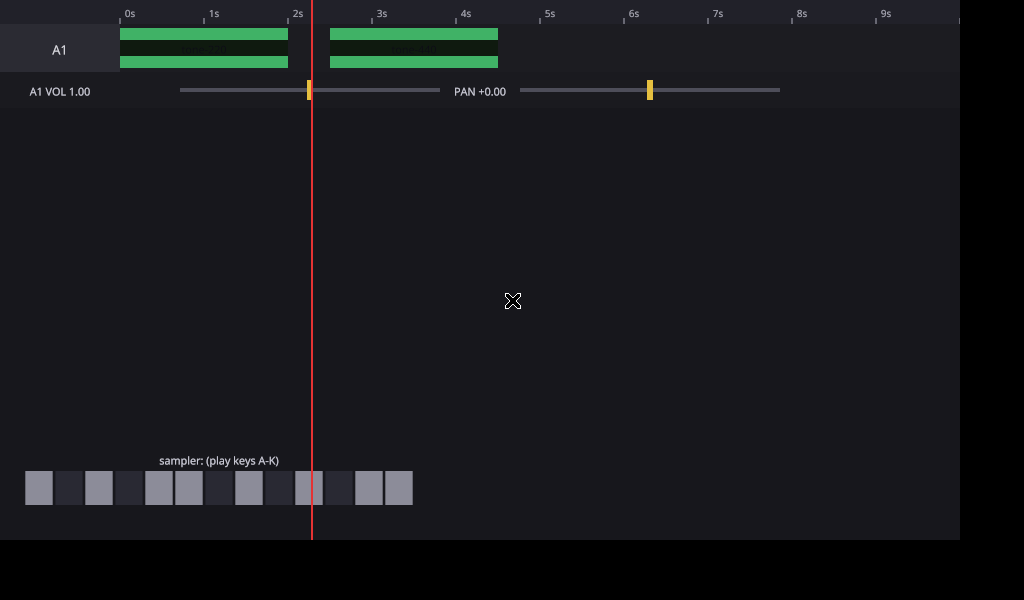 0s 1s 2s 3s 4s 5s 6s 7s 8s 9s
A1
A1 VOL 1.00 PAN +0.00
sampler: (play keys A-K)